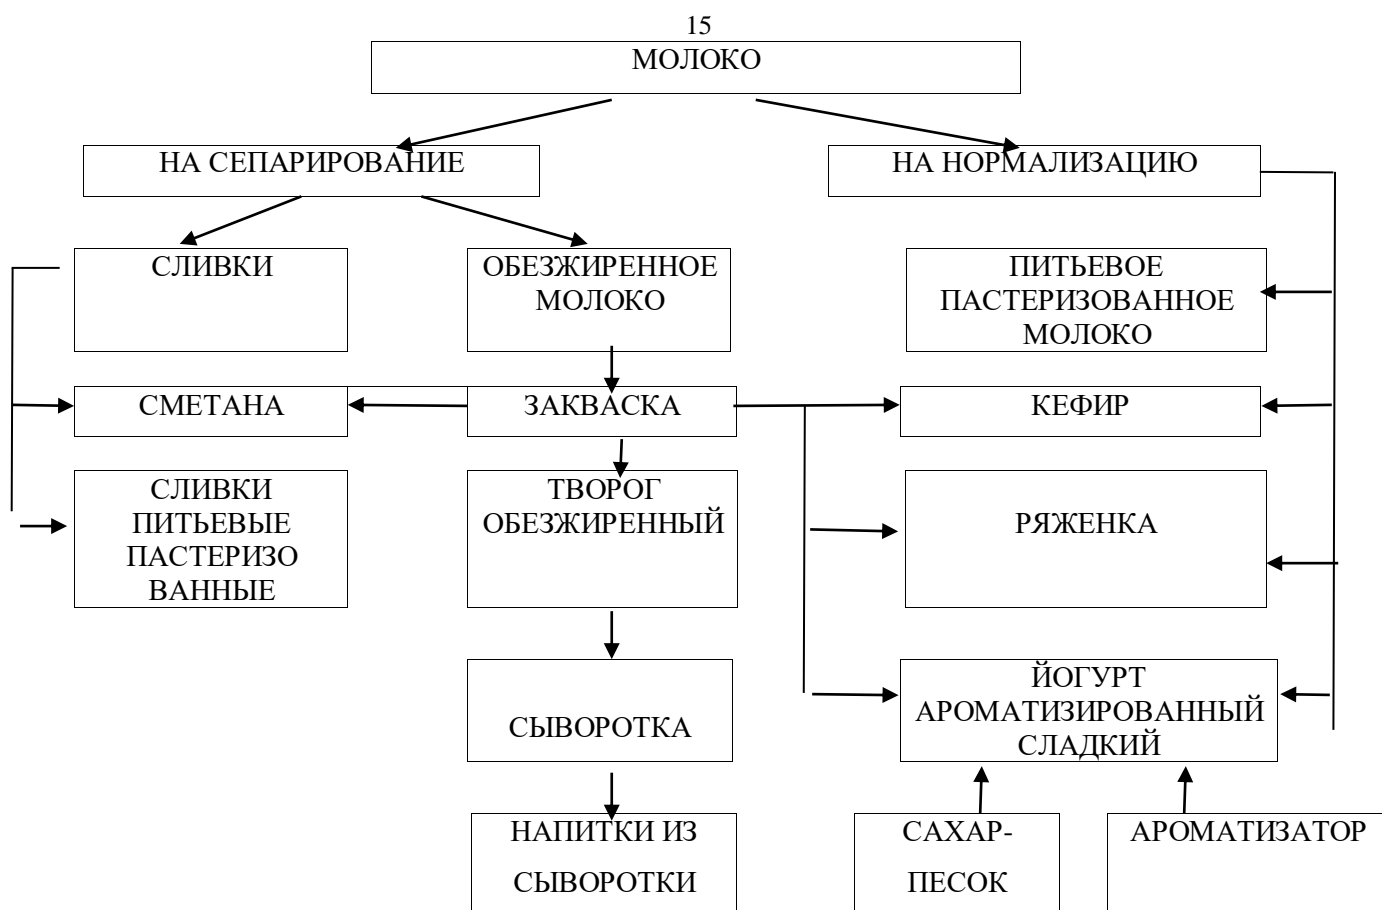 15
МОЛОКО
НА СЕПАРИРОВАНИЕ
НА НОРМАЛИЗАЦИЮ
СЛИВКИ
ОБЕЗЖИРЕННОЕ
МОЛОКО
ПИТЬЕВОЕ
ПАСТЕРИЗОВАННОЕ
МОЛОКО
СМЕТАНА
ЗАКВАСКА
КЕФИР
СЛИВКИ
ПИТЬЕВЫЕ
ПАСТЕРИЗО
ВАННЫЕ
ТВОРОГ
ОБЕЗЖИРЕННЫЙ
РЯЖЕНКА
СЫВОРОТКА
ЙОГУРТ
АРОМАТИЗИРОВАННЫЙ
СЛАДКИЙ
НАПИТКИ ИЗ
СЫВОРОТКИ
САХАР-
ПЕСОК
АРОМАТИЗАТОР